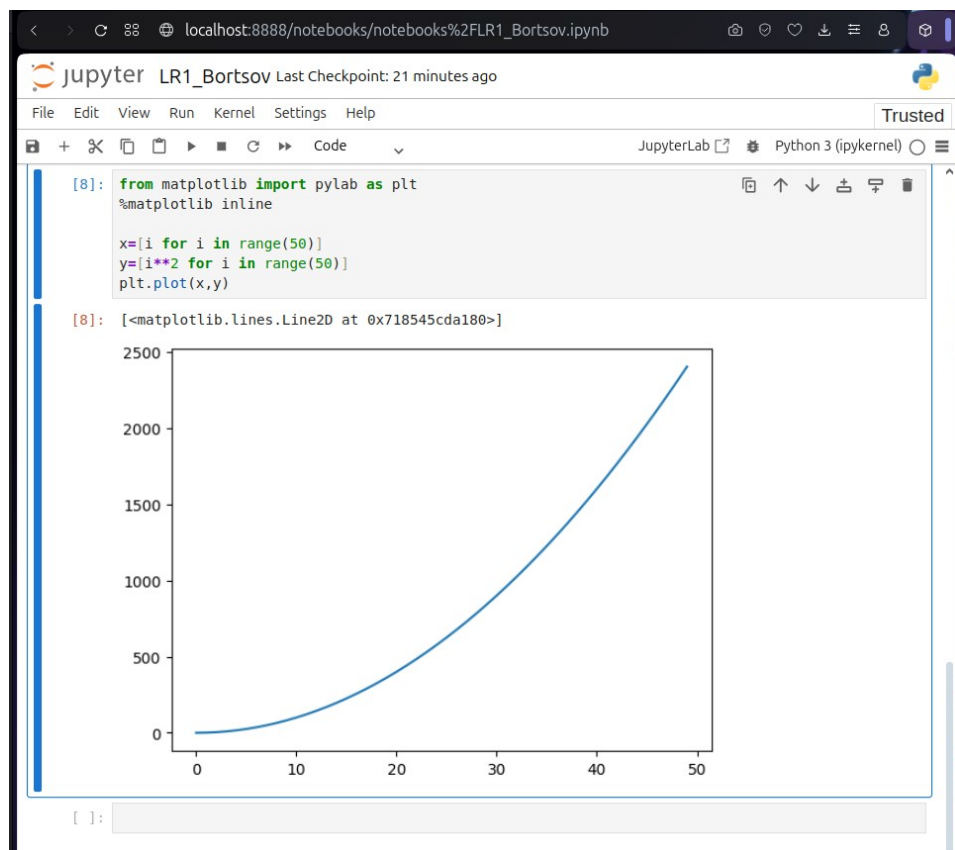 localhost:8888/notebooks/notebooks%2FLR1_Bortsov.ipynb
jupyter LR1_Bortsov Last Checkpoint: 21 minutes ago
File Edit View Run Kernel Settings Help Trusted
Code JupyterLab Python 3 (ipykernel)
[8]: from matplotlib import pylab as plt
%matplotlib inline
x=[i for i in range(50)]
y=[i**2 for i in range(50)]
plt.plot(x,y)
[8]: [<matplotlib.lines.Line2D at 0x718545cda180>]
2500
2000
1500
1000
500
0
0 10 20 30 40 50
[ ]: